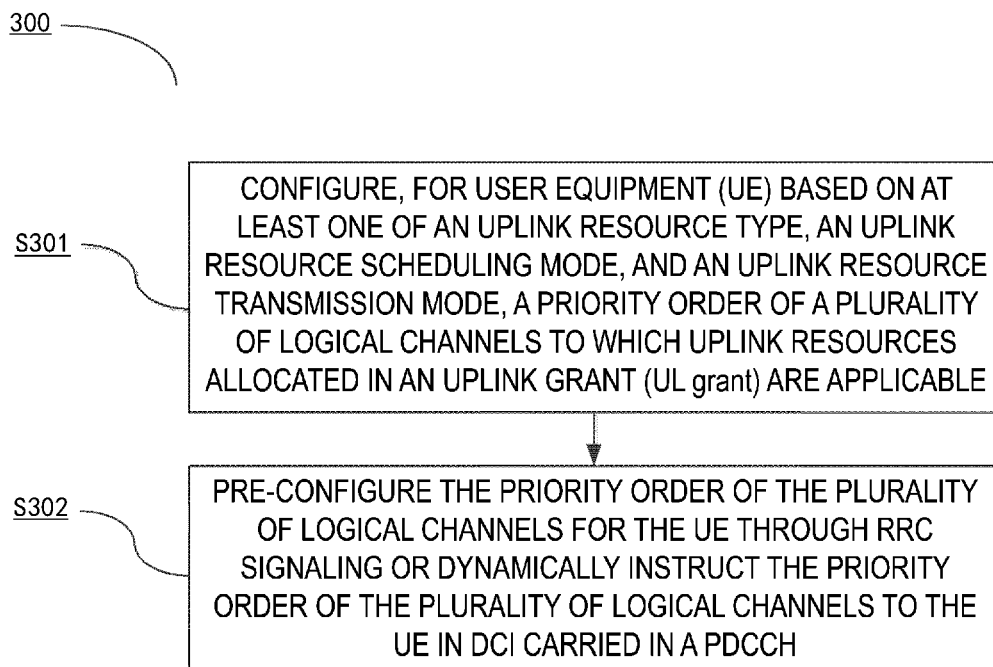 300
S301
CONFIGURE, FOR USER EQUIPMENT (UE) BASED ON AT
LEAST ONE OF AN UPLINK RESOURCE TYPE, AN UPLINK
RESOURCE SCHEDULING MODE, AND AN UPLINK RESOURCE
TRANSMISSION MODE, A PRIORITY ORDER OF A PLURALITY
OF LOGICAL CHANNELS TO WHICH UPLINK RESOURCES
ALLOCATED IN AN UPLINK GRANT (UL grant) ARE APPLICABLE
S302
PRE-CONFIGURE THE PRIORITY ORDER OF THE PLURALITY
OF LOGICAL CHANNELS FOR THE UE THROUGH RRC
SIGNALING OR DYNAMICALLY INSTRUCT THE PRIORITY
ORDER OF THE PLURALITY OF LOGICAL CHANNELS TO THE
UE IN DCI CARRIED IN A PDCCH